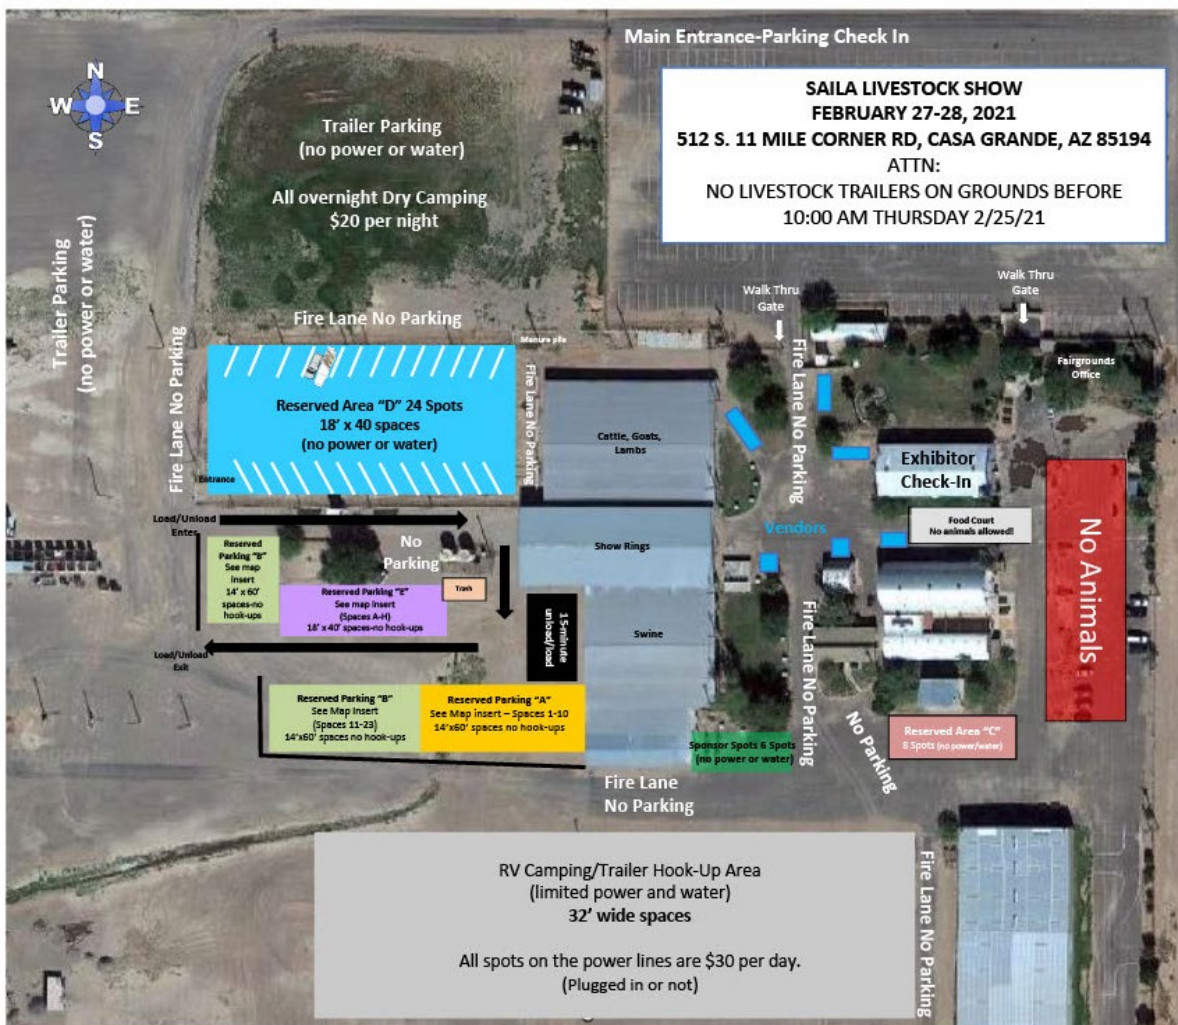 Main Entrance-Parking Check In
SAILA LIVESTOCK SHOW
FEBRUARY 27-28, 2021
512 S. 11 MILE CORNER RD, CASA GRANDE, AZ 85194
ATTN:
NO LIVESTOCK TRAILERS ON GROUNDS BEFORE
10:00 AM THURSDAY 2/25/21
N
W E
S
Trailer Parking
(no power or water)
All overnight Dry Camping
$20 per night
Trailer Parking
(no power or water)
Walk Thru
Gate
Walk Thru
Gate
Fire Lane No Parking
Manure pile
Fairgrounds
Office
Fire Lane No Parking
Reserved Area "D" 24 Spots
18' x 40 spaces
(no power or water)
Entrance
Fire Lane No Parking
Cattle, Goats,
Lambs
Fire Lane No Parking
Exhibitor
Check-In
No Animals
Load/Unload
Enter
No
Parking
Show Rings
Vendors
Food Court
No animals allowed!
Reserved
Parking "B"
See map
insert
14' x 60'
spaces-no
hook-ups
Reserved Parking "E"
See map insert
(Spaces A-H)
18' x 40' spaces-no hook-ups
Trash
15-minute
unload/load
Swine
Fire Lane No Parking
Load/Unload
Exit
Reserved Parking "B"
See Map Insert
(Spaces 11-23)
14'x60' spaces no hook-ups
Reserved Parking "A"
See Map insert – Spaces 1-10
14'x60' spaces no hook-ups
Sponsor Spots 6 Spots
(no power or water)
No Parking
Reserved Area "C"
8 Spots (no power/water)
Fire Lane
No Parking
RV Camping/Trailer Hook-Up Area
(limited power and water)
32' wide spaces
All spots on the power lines are $30 per day.
(Plugged in or not)
Fire Lane No Parking